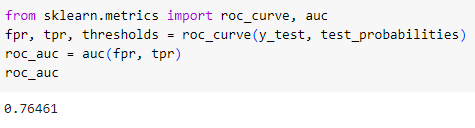 from sklearn.metrics import roc_curve, auc
fpr, tpr, thresholds = roc_curve(y_test, test_probabilities)
roc_auc = auc(fpr, tpr)
roc_auc
0.76461